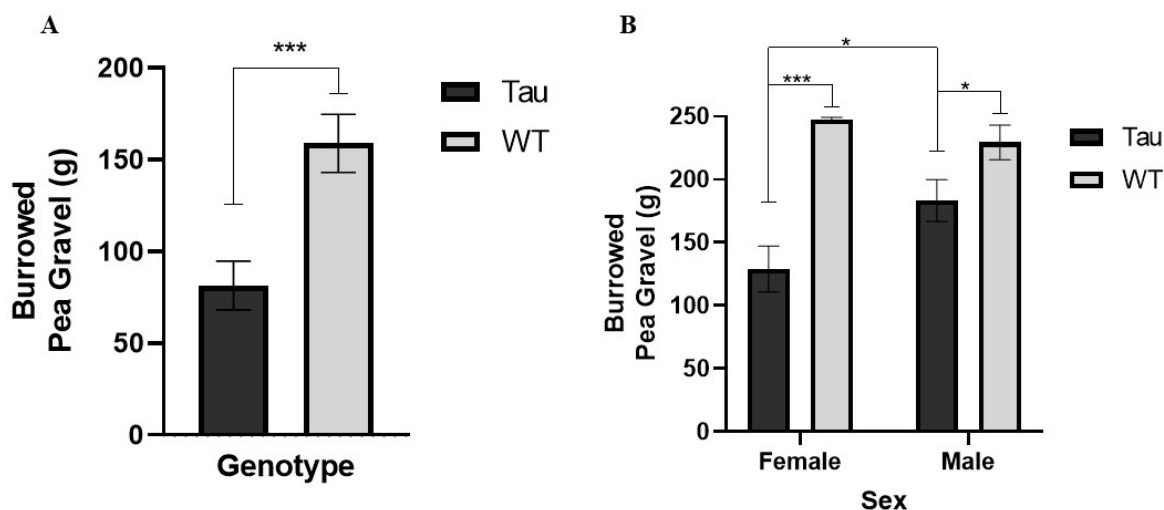 A
***
200
150
100
50
0
Burrowed
Pea Gravel (g)
Genotype
Tau
WT
B
*
***
*
250
200
150
100
50
0
Burrowed
Pea Gravel (g)
Female
Male
Sex
Tau
WT